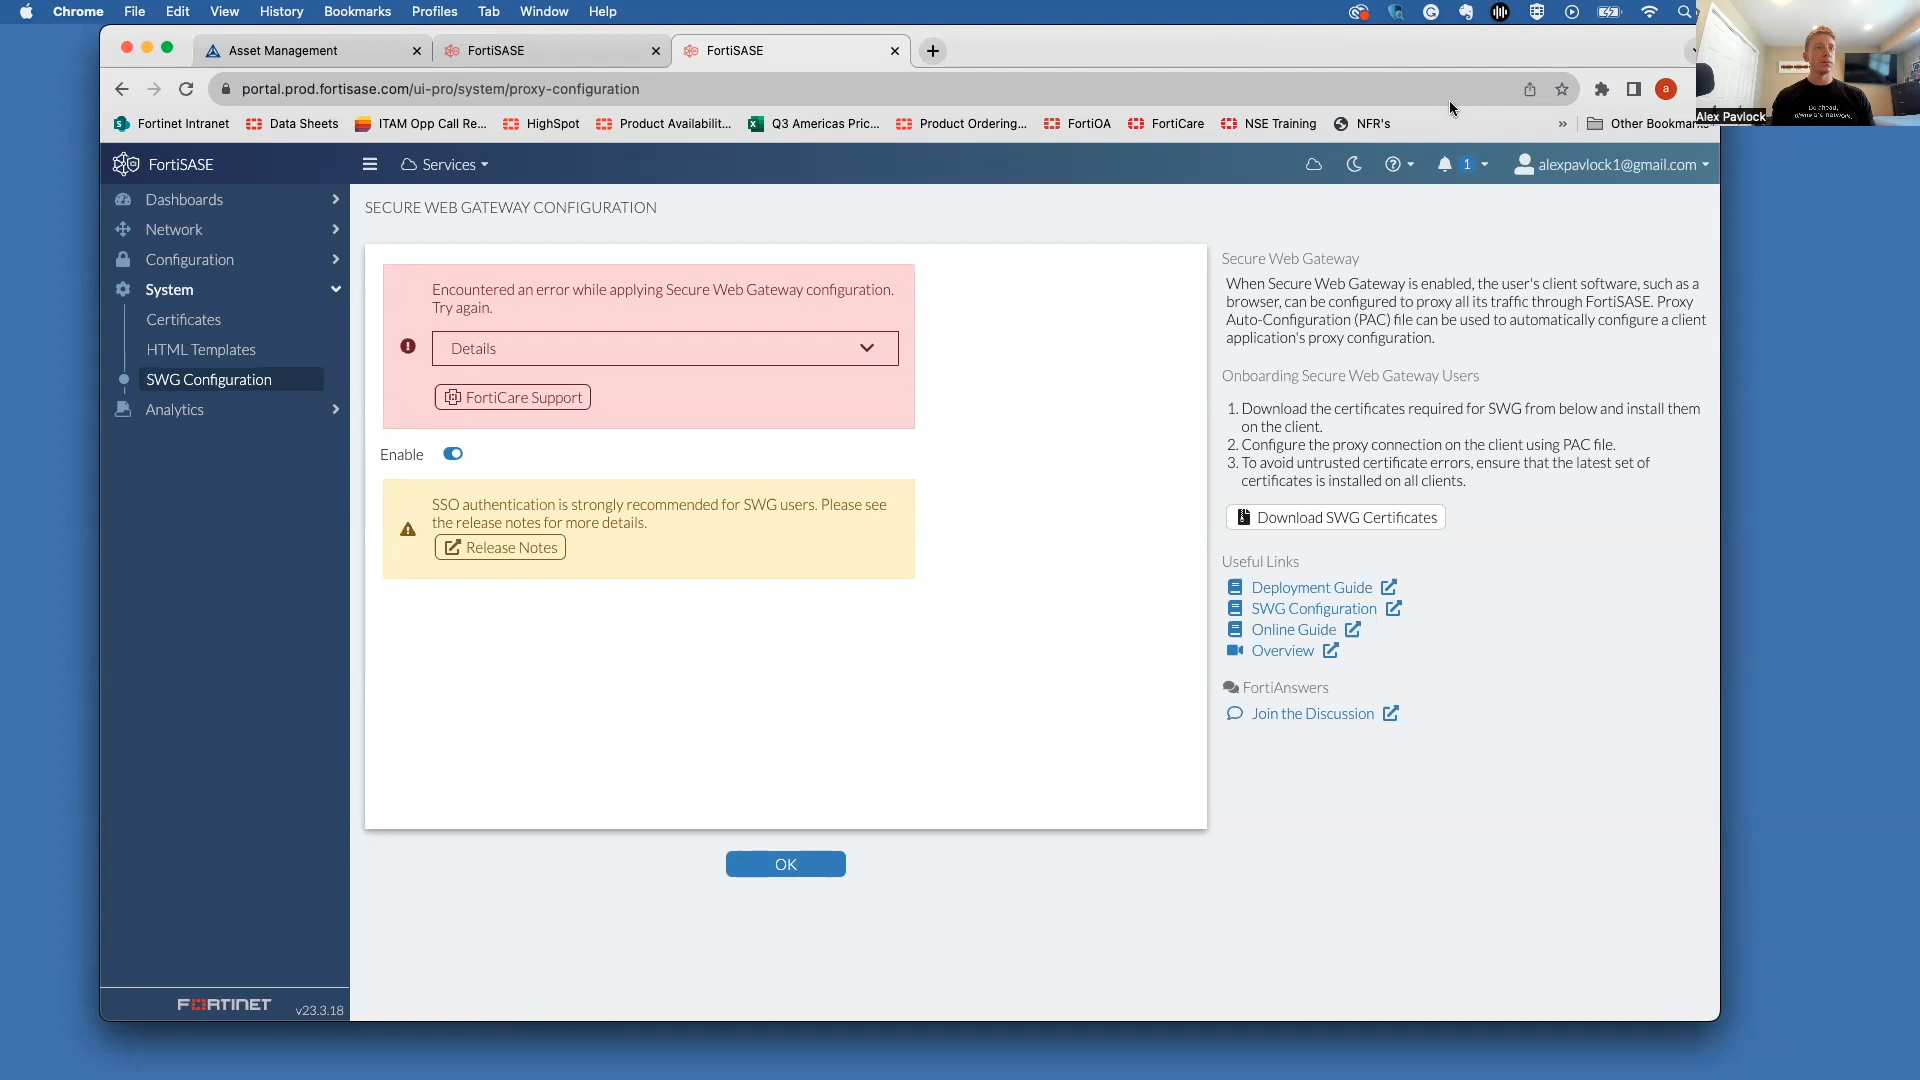 Chrome File Edit View History Bookmarks Profiles Tab Window Help
Asset Management
FortiSASE
FortiSASE
portal.prod.fortisase.com/ui-pro/system/proxy-configuration
a
Alex Pavlock
Fortinet Intranet
Data Sheets
ITAM Opp Call Re...
HighSpot
Product Availabilit...
Q3 Americas Pric...
Product Ordering...
FortiOA
FortiCare
NSE Training
NFR's
»
Other Bookmarks
FortiSASE
Services
1
alexpavlock1@gmail.com
Dashboards
Network
Configuration
System
Certificates
HTML Templates
SWG Configuration
Analytics
FORTINET v23.3.18
SECURE WEB GATEWAY CONFIGURATION
Encountered an error while applying Secure Web Gateway configuration.
Try again.
Details
FortiCare Support
Enable
SSO authentication is strongly recommended for SWG users. Please see
the release notes for more details.
Release Notes
OK
Secure Web Gateway
When Secure Web Gateway is enabled, the user's client software, such as a
browser, can be configured to proxy all its traffic through FortiSASE. Proxy
Auto-Configuration (PAC) file can be used to automatically configure a client
application's proxy configuration.
Onboarding Secure Web Gateway Users
1. Download the certificates required for SWG from below and install them
on the client.
2. Configure the proxy connection on the client using PAC file.
3. To avoid untrusted certificate errors, ensure that the latest set of
certificates is installed on all clients.
Download SWG Certificates
Useful Links
Deployment Guide
SWG Configuration
Online Guide
Overview
FortiAnswers
Join the Discussion